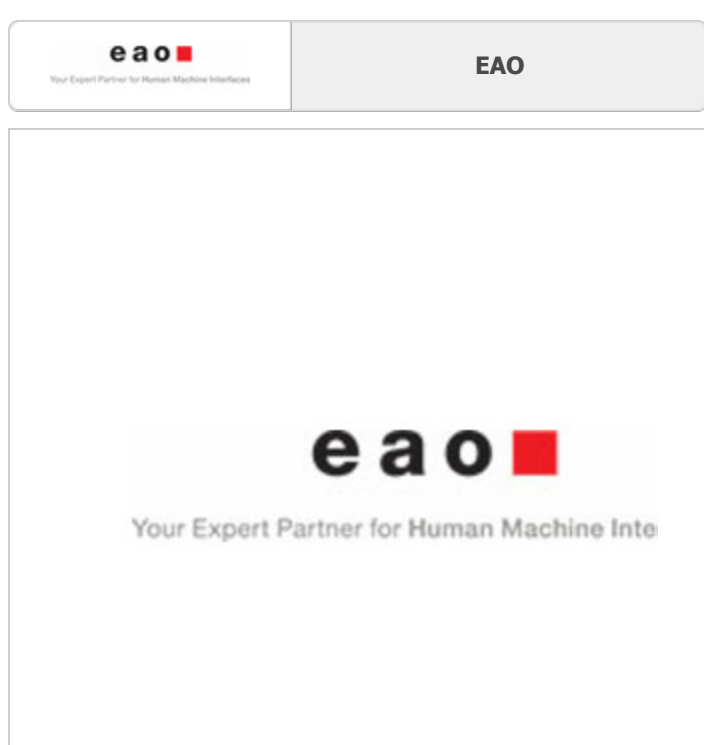 eao
Your Expert Partner for Human Machine Interfaces
EAO
eao
Your Expert Partner for Human Machine Inte